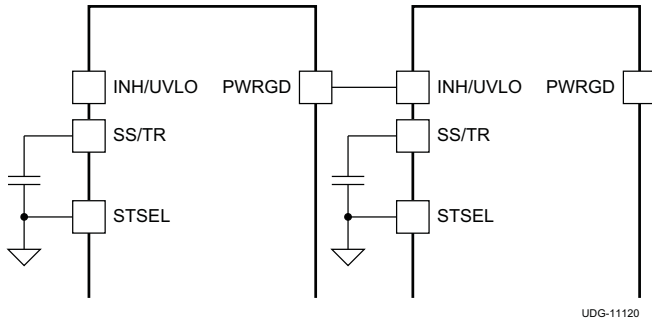 INH/UVLO PWRGD INH/UVLO PWRGD
SS/TR SS/TR
STSEL STSEL
UDG-11120